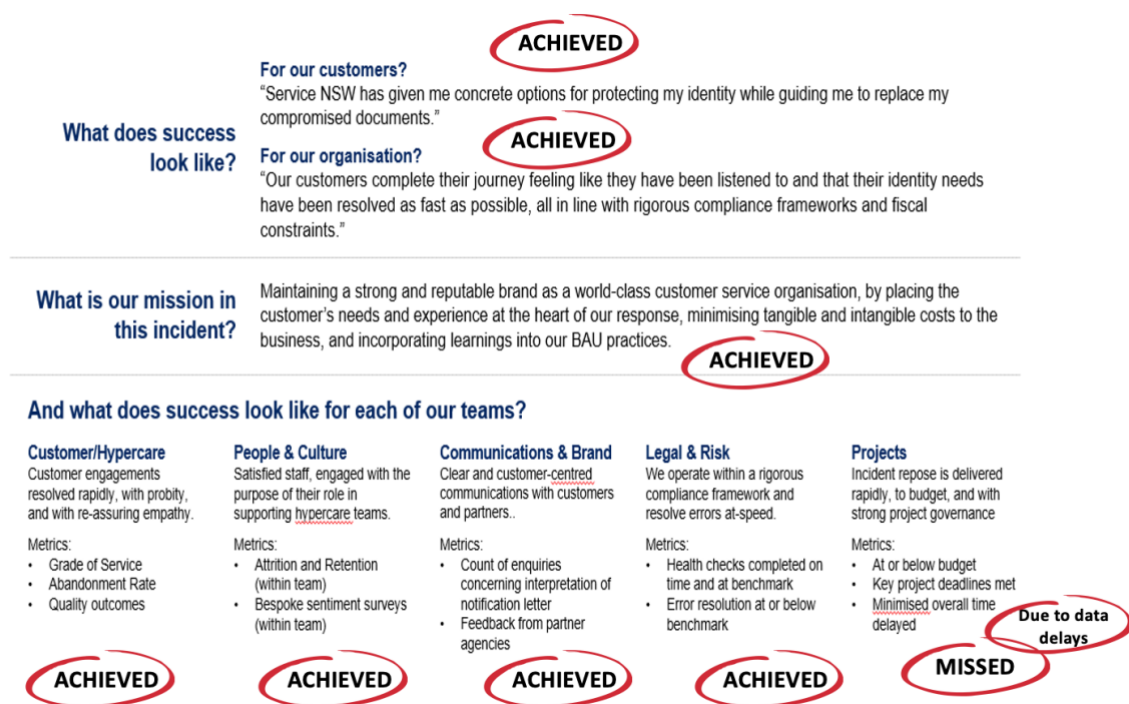 ACHIEVED
For our customers?
“Service NSW has given me concrete options for protecting my identity while guiding me to replace my
compromised documents.”
ACHIEVED
What does success
look like?
For our organisation?
“Our customers complete their journey feeling like they have been listened to and that their identity needs
have been resolved as fast as possible, all in line with rigorous compliance frameworks and fiscal
constraints.”
What is our mission in
this incident?
Maintaining a strong and reputable brand as a world-class customer service organisation, by placing the
customer’s needs and experience at the heart of our response, minimising tangible and intangible costs to the
business, and incorporating learnings into our BAU practices.
ACHIEVED
And what does success look like for each of our teams?
Customer/Hypercare
Customer engagements
resolved rapidly, with probity,
and with re-assuring empathy.
Metrics:
• Grade of Service
• Abandonment Rate
• Quality outcomes
ACHIEVED
People & Culture
Satisfied staff, engaged with the
purpose of their role in
supporting hypercare teams.
Metrics:
• Attrition and Retention
(within team)
• Bespoke sentiment surveys
(within team)
ACHIEVED
Communications & Brand
Clear and customer-centred
communications with customers
and partners..
Metrics:
• Count of enquiries
concerning interpretation of
notification letter
• Feedback from partner
agencies
ACHIEVED
Legal & Risk
We operate within a rigorous
compliance framework and
resolve errors at-speed.
Metrics:
• Health checks completed on
time and at benchmark
• Error resolution at or below
benchmark
ACHIEVED
Projects
Incident repose is delivered
rapidly, to budget, and with
strong project governance
Metrics:
• At or below budget
• Key project deadlines met
• Minimised overall time
delayed
Due to data
delays
MISSED